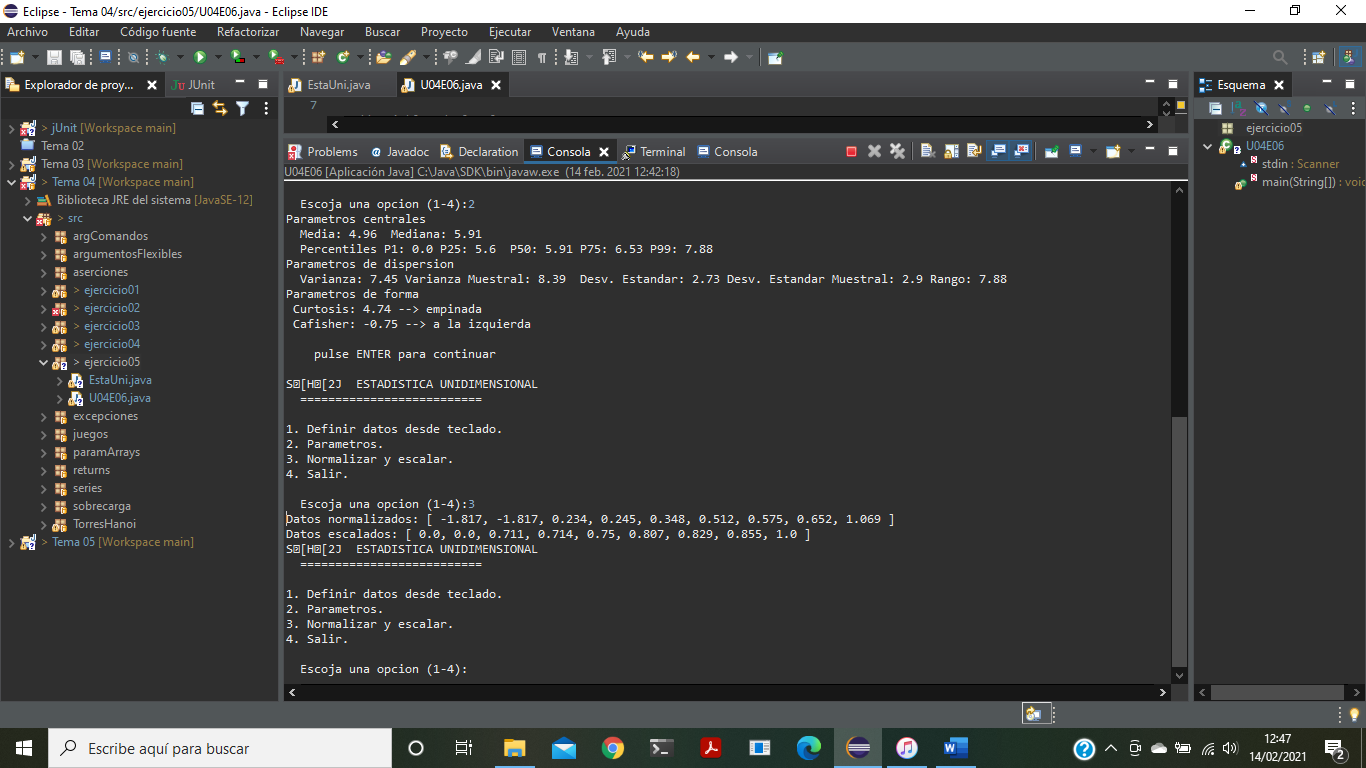 Eclipse - Tema 04/src/ejercicio05/U04E06.java - Eclipse IDE
Archivo Editar Código fuente Refactorizar Navegar Buscar Proyecto Ejecutar Ventana Ayuda
Explorador de proy... JUnit
EstaUni.java U04E06.java
Esquema
7
> jUnit [Workspace main]
Tema 02
Tema 03 [Workspace main]
> Tema 04 [Workspace main]
Biblioteca JRE del sistema [JavaSE-12]
> src
argComandos
argumentosFlexibles
aserciones
> ejercicio01
> ejercicio02
> ejercicio03
> ejercicio04
> ejercicio05
EstaUni.java
U04E06.java
excepciones
juegos
paramArrays
returns
series
sobrecarga
TorresHanoi
> Tema 05 [Workspace main]
Problems Javadoc Declaration Consola Terminal Consola
U04E06 [Aplicación Java] C:\Java\SDK\bin\javaw.exe (14 feb. 2021 12:42:18)
Escoja una opcion (1-4):2
Parametros centrales
Media: 4.96 Mediana: 5.91
Percentiles P1: 0.0 P25: 5.6 P50: 5.91 P75: 6.53 P99: 7.88
Parametros de dispersion
Varianza: 7.45 Varianza Muestral: 8.39 Desv. Estandar: 2.73 Desv. Estandar Muestral: 2.9 Rango: 7.88
Parametros de forma
Curtosis: 4.74 --> empinada
Cafisher: -0.75 --> a la izquierda
pulse ENTER para continuar
S[H[2J ESTADISTICA UNIDIMENSIONAL
==========================
1. Definir datos desde teclado.
2. Parametros.
3. Normalizar y escalar.
4. Salir.
Escoja una opcion (1-4):3
Datos normalizados: [ -1.817, -1.817, 0.234, 0.245, 0.348, 0.512, 0.575, 0.652, 1.069 ]
Datos escalados: [ 0.0, 0.0, 0.711, 0.714, 0.75, 0.807, 0.829, 0.855, 1.0 ]
S[H[2J ESTADISTICA UNIDIMENSIONAL
==========================
1. Definir datos desde teclado.
2. Parametros.
3. Normalizar y escalar.
4. Salir.
Escoja una opcion (1-4):
ejercicio05
U04E06
stdin : Scanner
main(String[]) : voic
Escribe aquí para buscar
12:47
14/02/2021
2